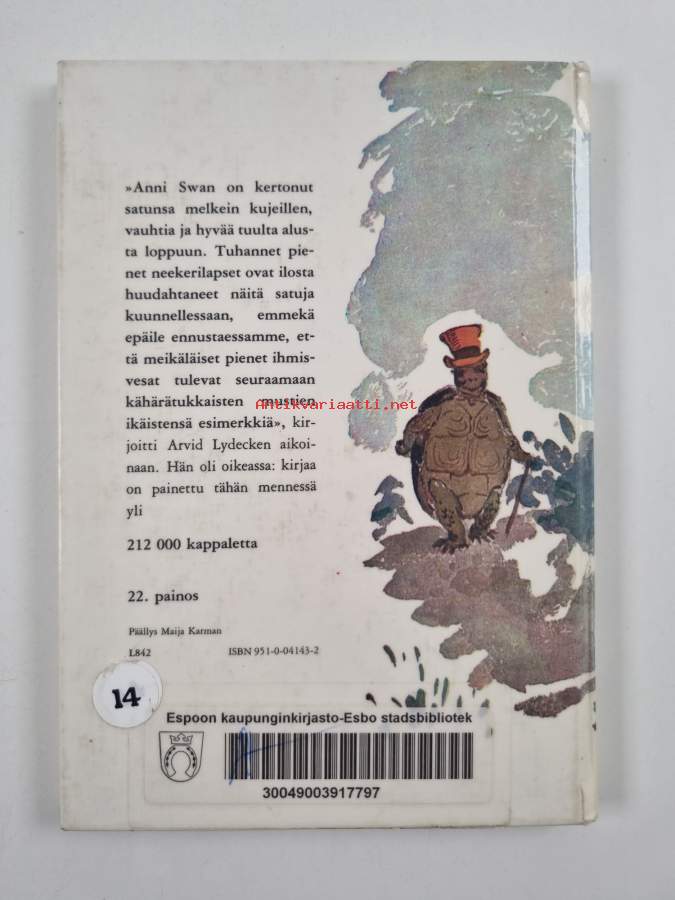 »Anni Swan on kertonut
satunsa melkein kujeillen,
vauhtia ja hyvää tuulta alus-
ta loppuun. Tuhannet pie-
net neekerilapset ovat ilosta
huudahtaneet näitä satuja
kuunnellessaan, emmekä
epäile ennustaessamme, et-
tä meikäläiset pienet ihmis-
vesat tulevat seuraamaan
kähärätukkaisten mustien
ikäistensä esimerkkiä», kir-
joitti Arvid Lydecken aikoi-
naan. Hän oli oikeassa: kirjaa
on painettu tähän mennessä
yli
212 000 kappaletta
22. painos
Päällys Maija Karman
L842 ISBN 951-0-04143-2
14
Espoon kaupunginkirjasto-Esbo stadsbibliotek
30049003917797
Antikvariaatti.net